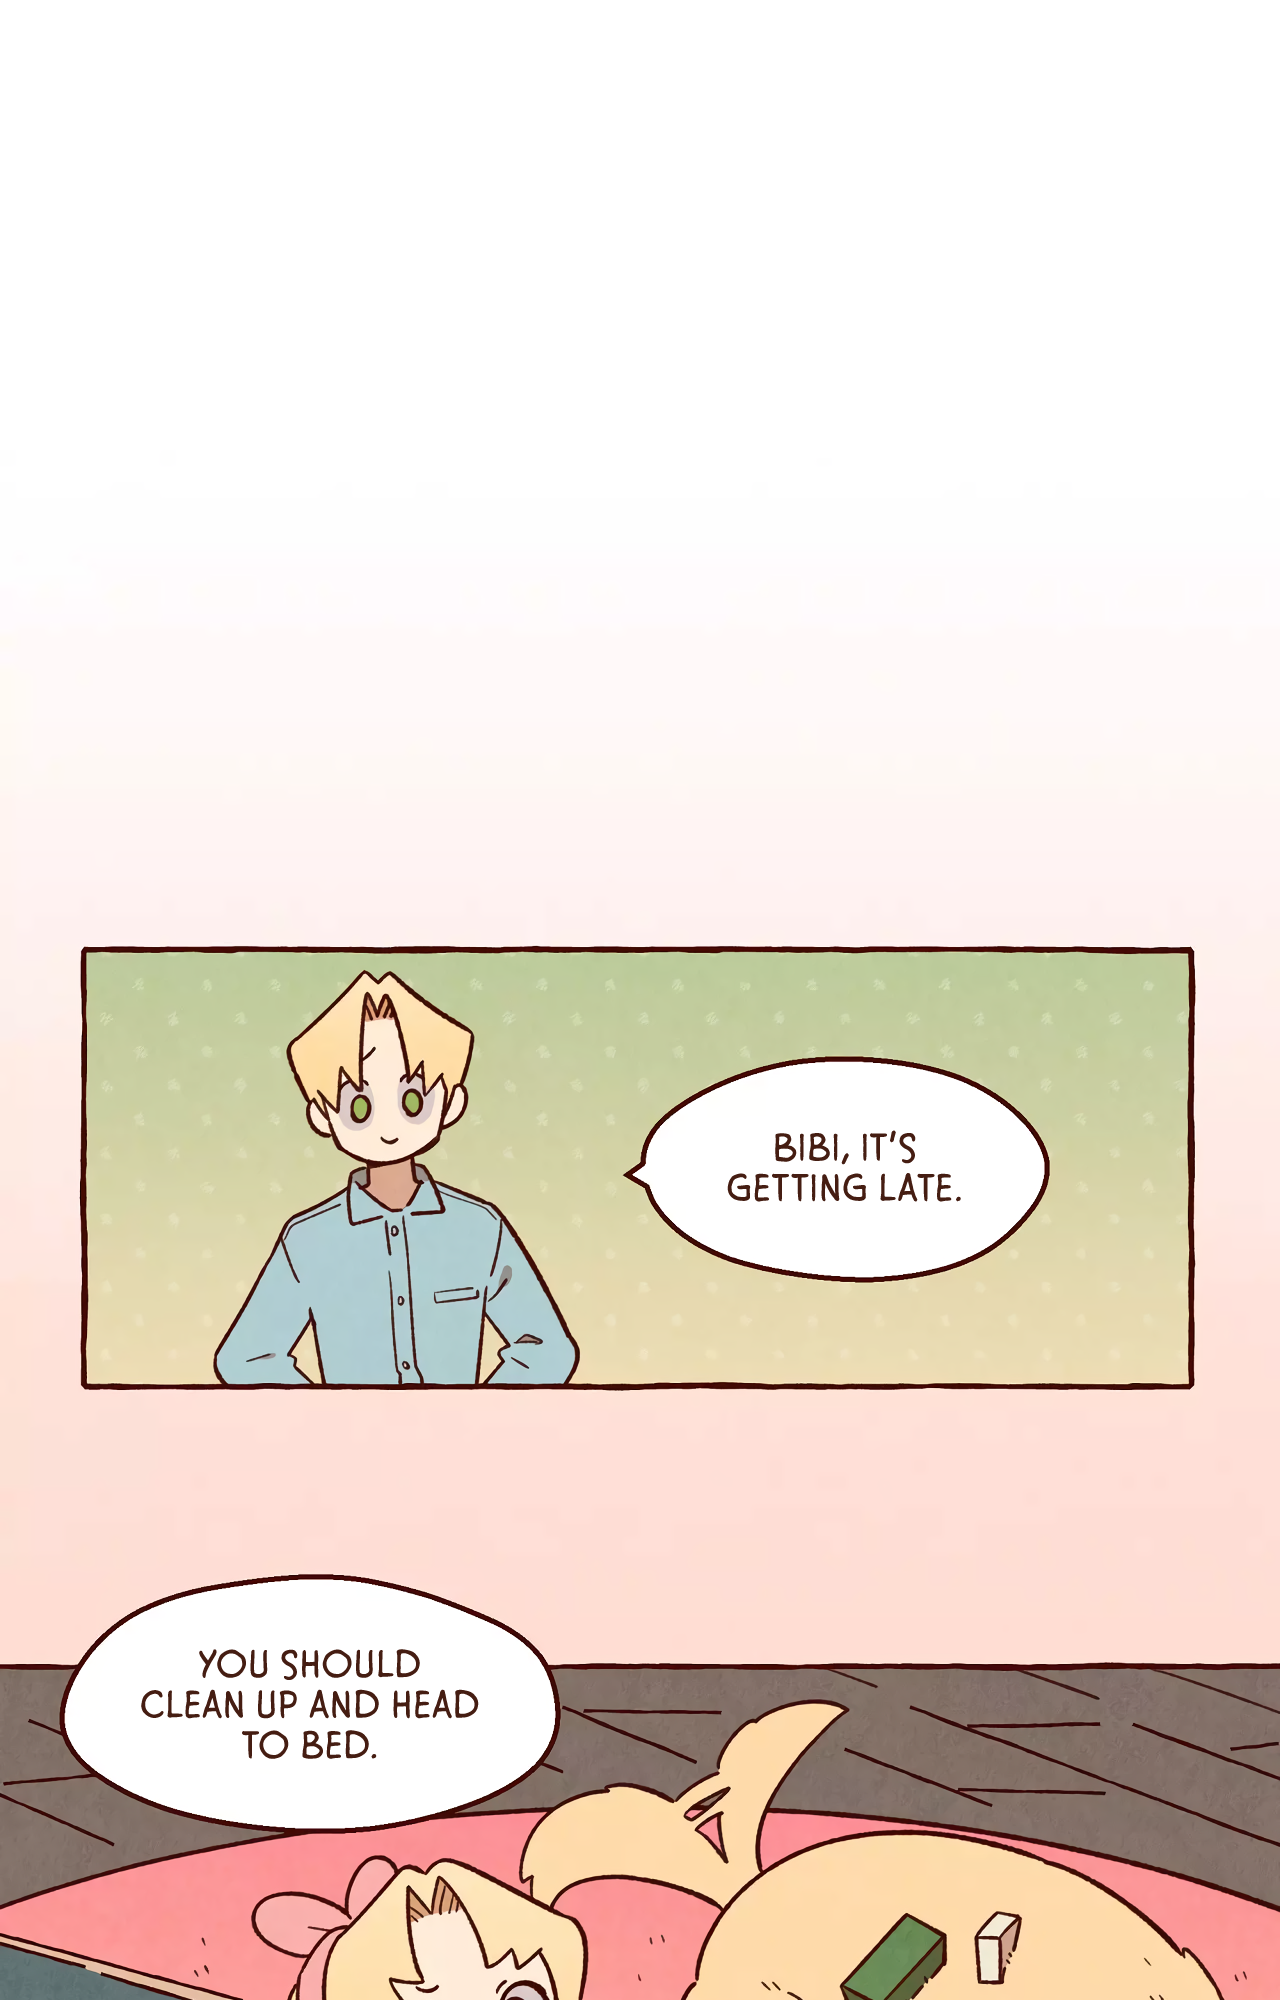 BIBI, IT'S
GETTING LATE.
YOU SHOULD
CLEAN UP AND HEAD
TO BED.